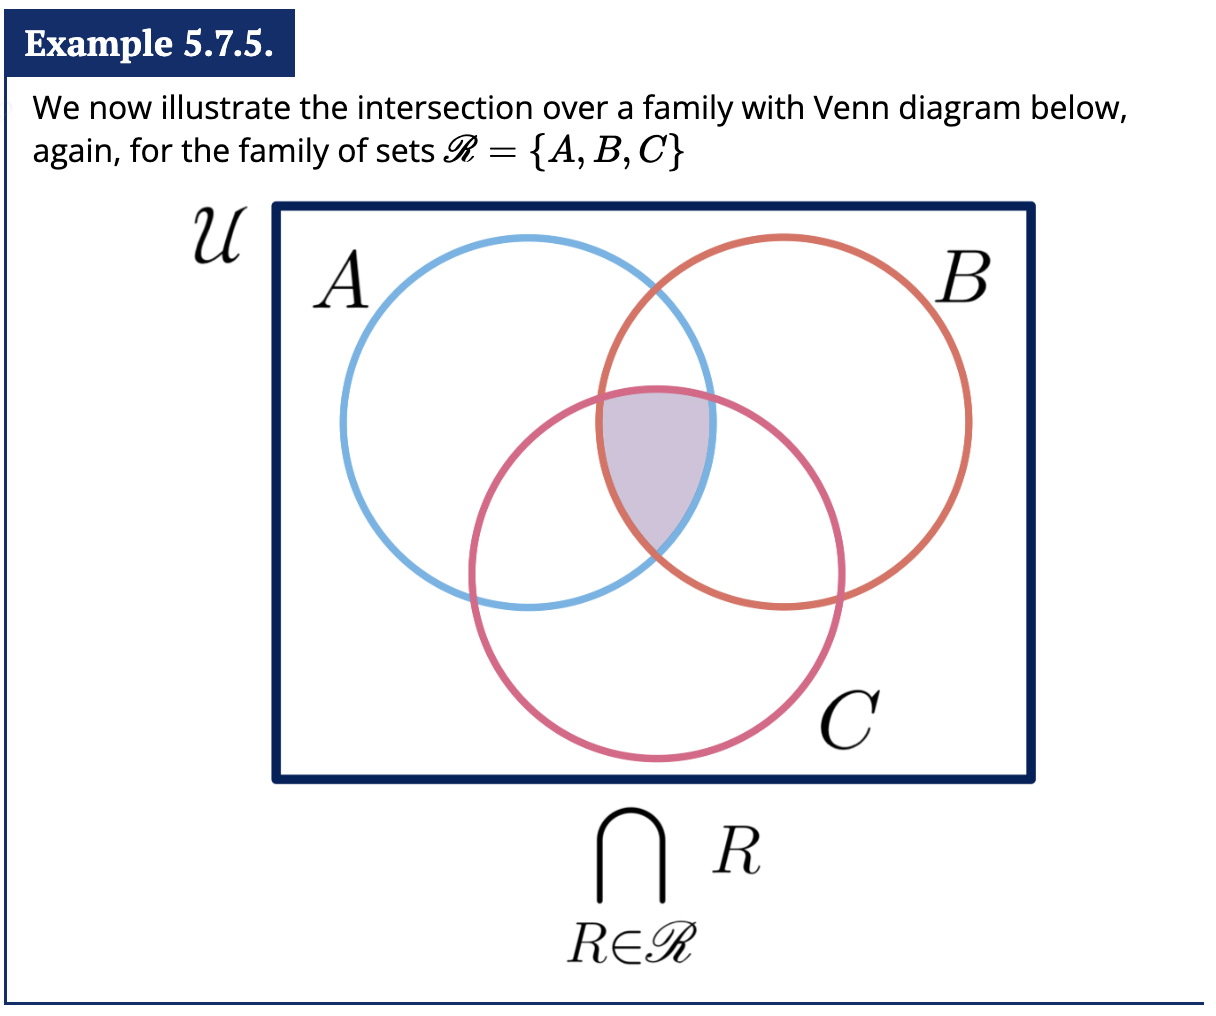 Example 5.7.5.
We now illustrate the intersection over a family with Venn diagram below,
again, for the family of sets ℛ = {A, B, C}
𝒰
A
B
C
⋂ R
R∈ℛ